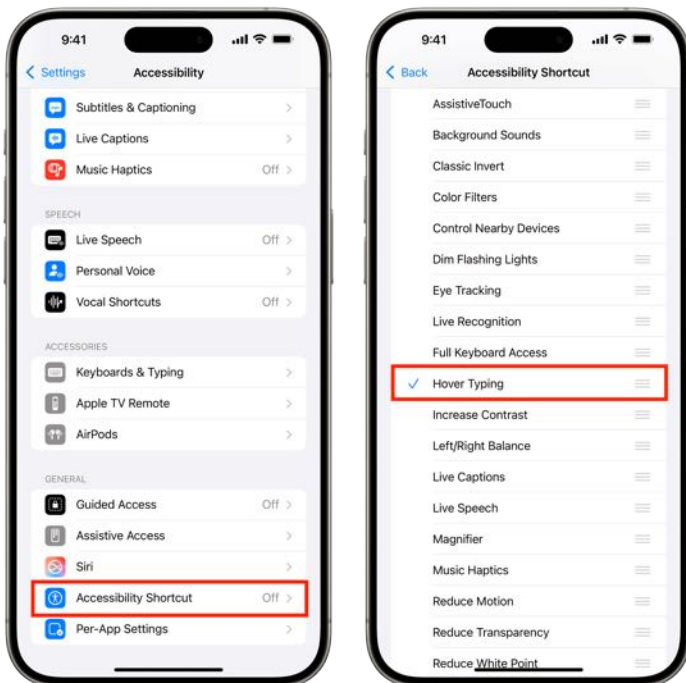 9:41
Settings
Accessibility
Subtitles & Captioning
Live Captions
Music Haptics Off
SPEECH
Live Speech Off
Personal Voice
Vocal Shortcuts Off
ACCESSORIES
Keyboards & Typing
Apple TV Remote
AirPods
GENERAL
Guided Access Off
Assistive Access
Siri
Accessibility Shortcut Off
Per-App Settings
9:41
Back
Accessibility Shortcut
AssistiveTouch
Background Sounds
Classic Invert
Color Filters
Control Nearby Devices
Dim Flashing Lights
Eye Tracking
Live Recognition
Full Keyboard Access
Hover Typing
Increase Contrast
Left/Right Balance
Live Captions
Live Speech
Magnifier
Music Haptics
Reduce Motion
Reduce Transparency
Reduce White Point